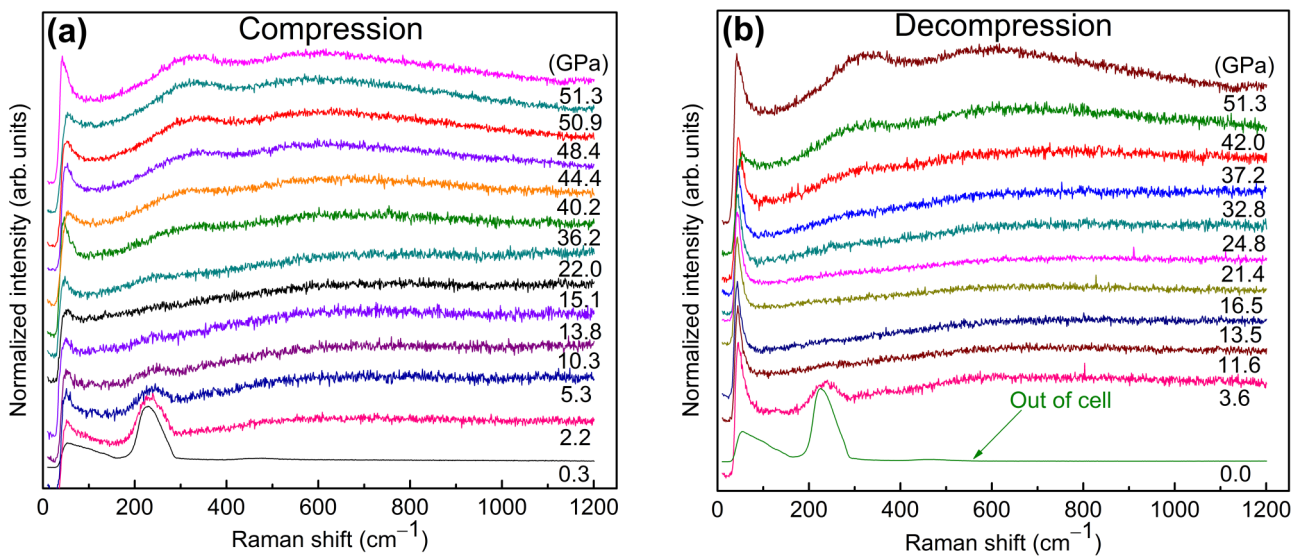 (a) Compression
(GPa)
51.3
50.9
48.4
44.4
40.2
36.2
22.0
15.1
13.8
10.3
5.3
2.2
0.3
Normalized intensity (arb. units)
0 200 400 600 800 1000 1200
Raman shift (cm⁻¹)
(b) Decompression
(GPa)
51.3
42.0
37.2
32.8
24.8
21.4
16.5
13.5
11.6
3.6
Out of cell
0.0
Normalized intensity (arb. units)
0 200 400 600 800 1000 1200
Raman shift (cm⁻¹)